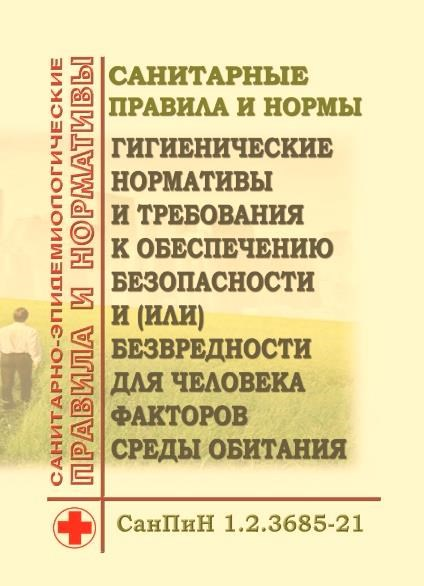 САНИТАРНО-ЭПИДЕМИОЛОГИЧЕСКИЕ
ПРАВИЛА И НОРМАТИВЫ
САНИТАРНЫЕ
ПРАВИЛА И НОРМЫ
ГИГИЕНИЧЕСКИЕ
НОРМАТИВЫ
И ТРЕБОВАНИЯ
К ОБЕСПЕЧЕНИЮ
БЕЗОПАСНОСТИ
И (ИЛИ)
БЕЗВРЕДНОСТИ
ДЛЯ ЧЕЛОВЕКА
ФАКТОРОВ
СРЕДЫ ОБИТАНИЯ
СанПиН 1.2.3685-21